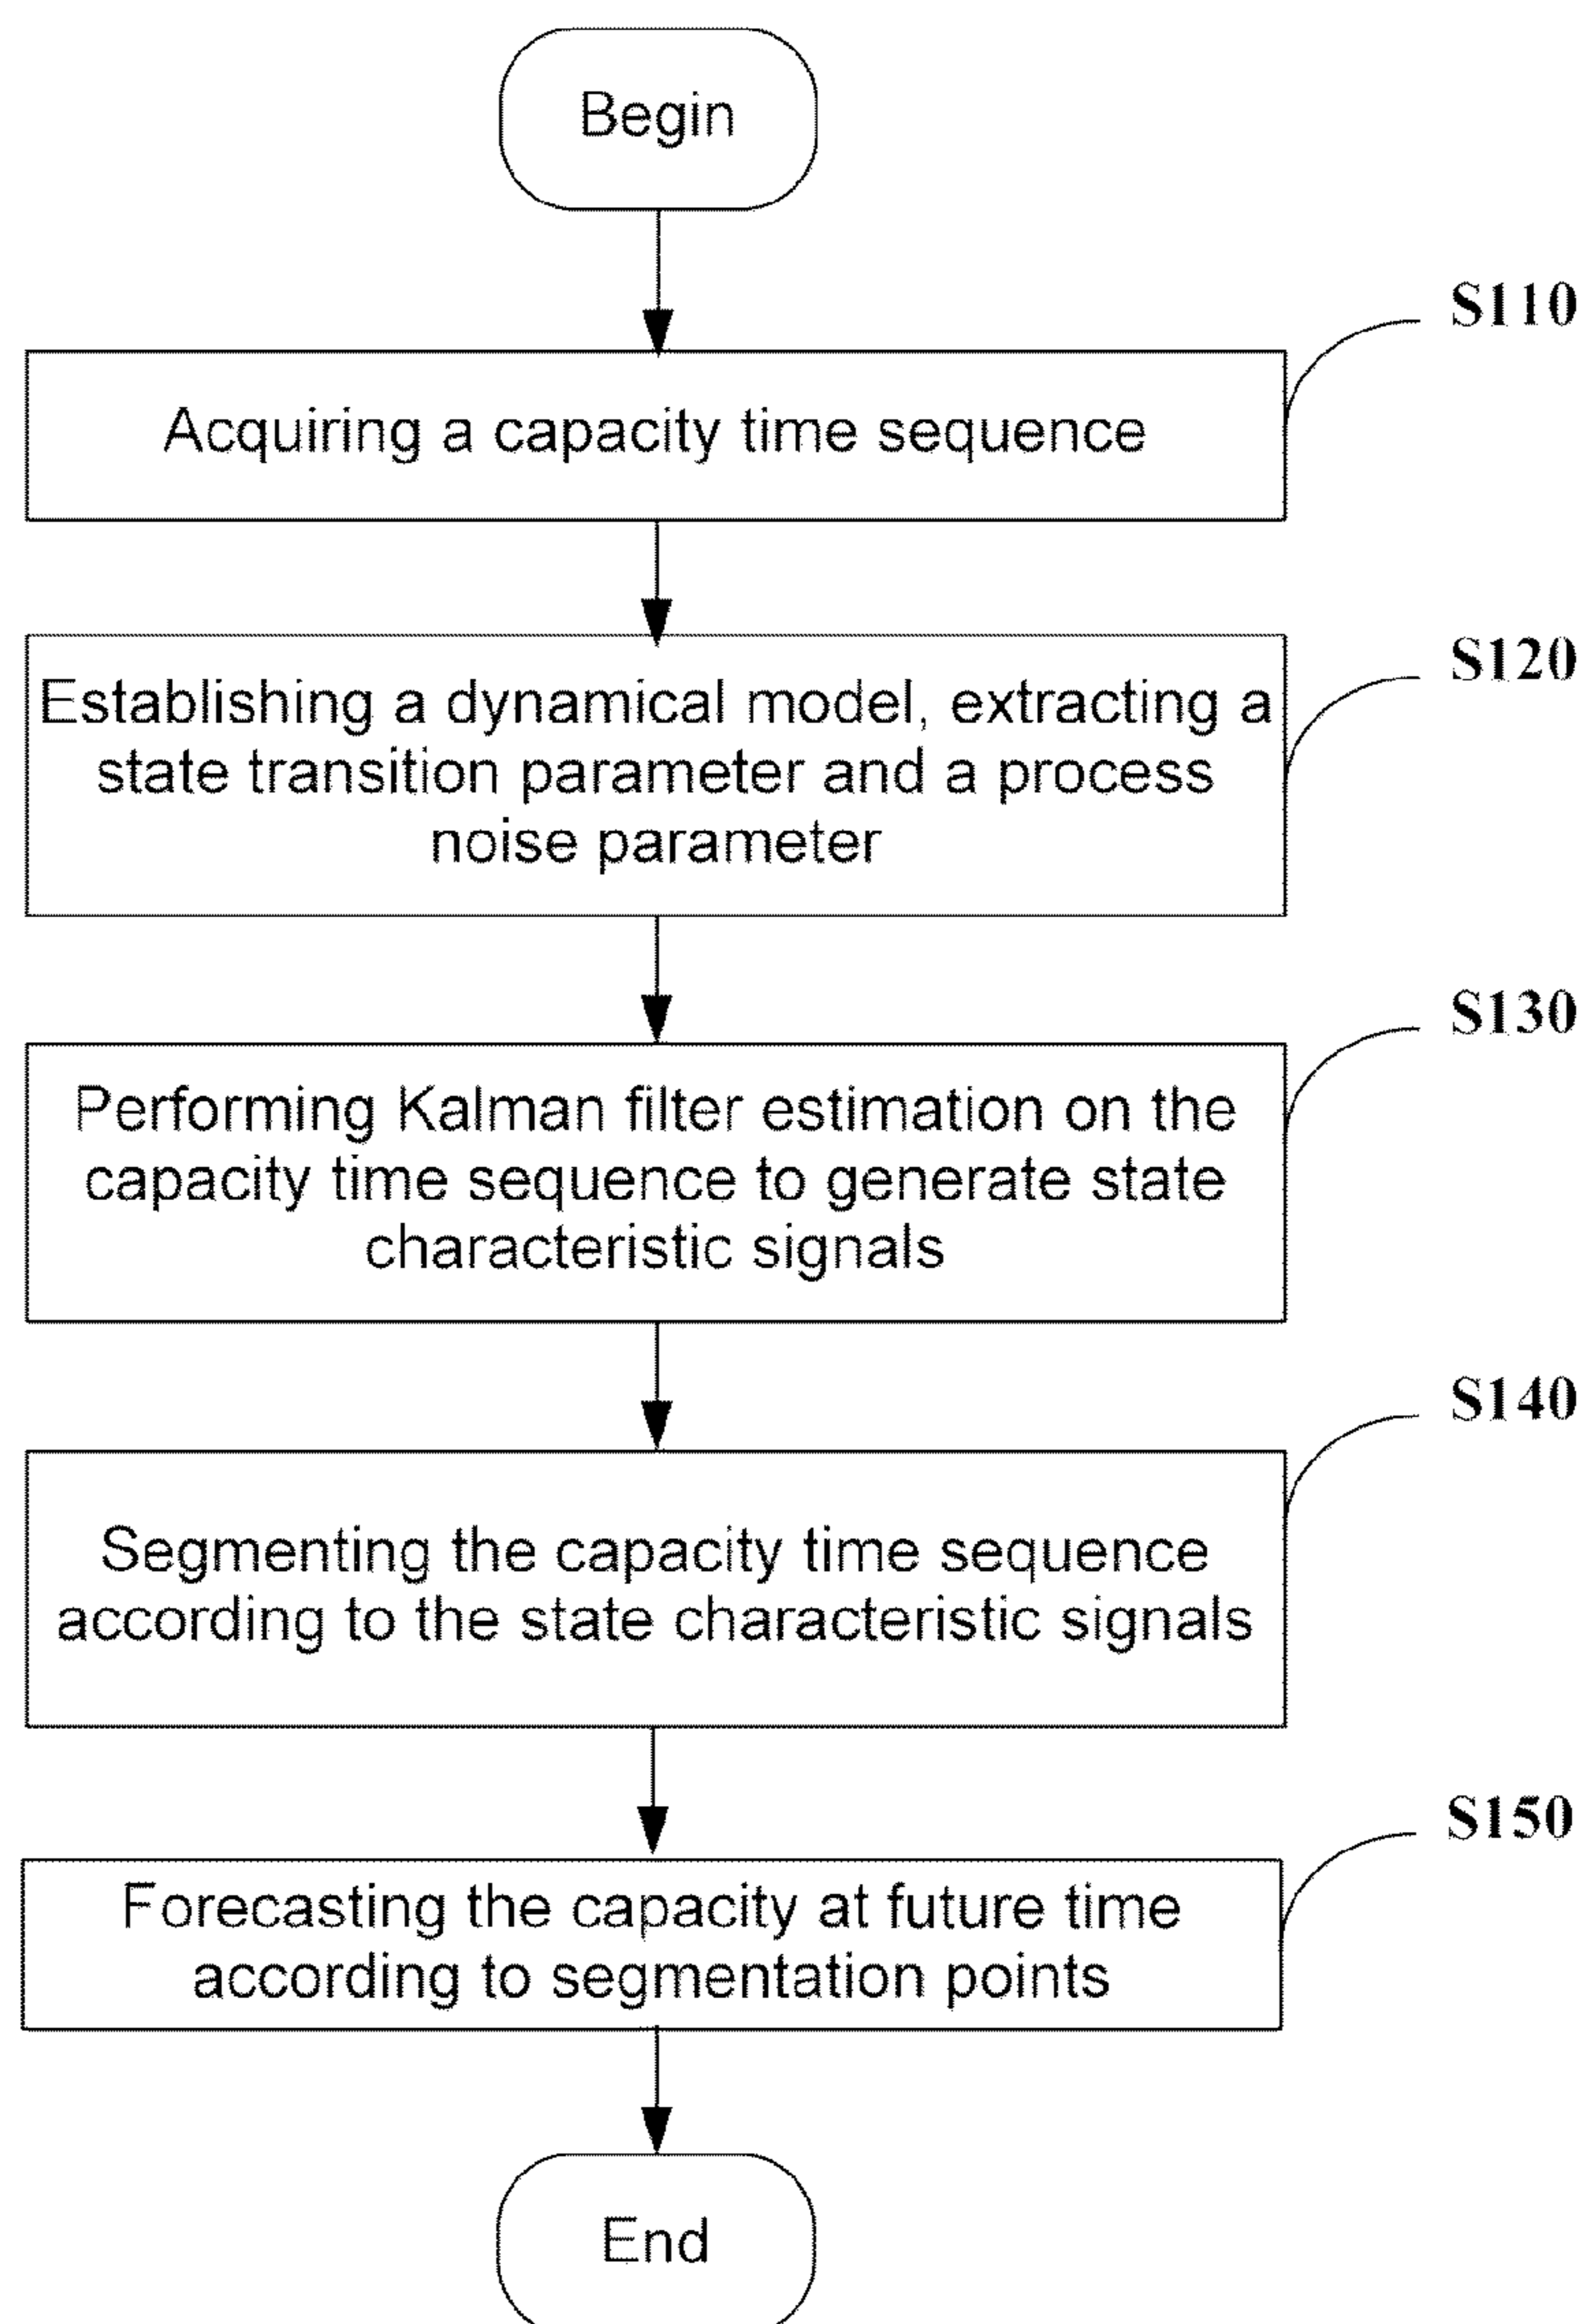 Begin
S110
Acquiring a capacity time sequence
S120
Establishing a dynamical model, extracting a
state transition parameter and a process
noise parameter
S130
Performing Kalman filter estimation on the
capacity time sequence to generate state
characteristic signals
S140
Segmenting the capacity time sequence
according to the state characteristic signals
S150
Forecasting the capacity at future time
according to segmentation points
End